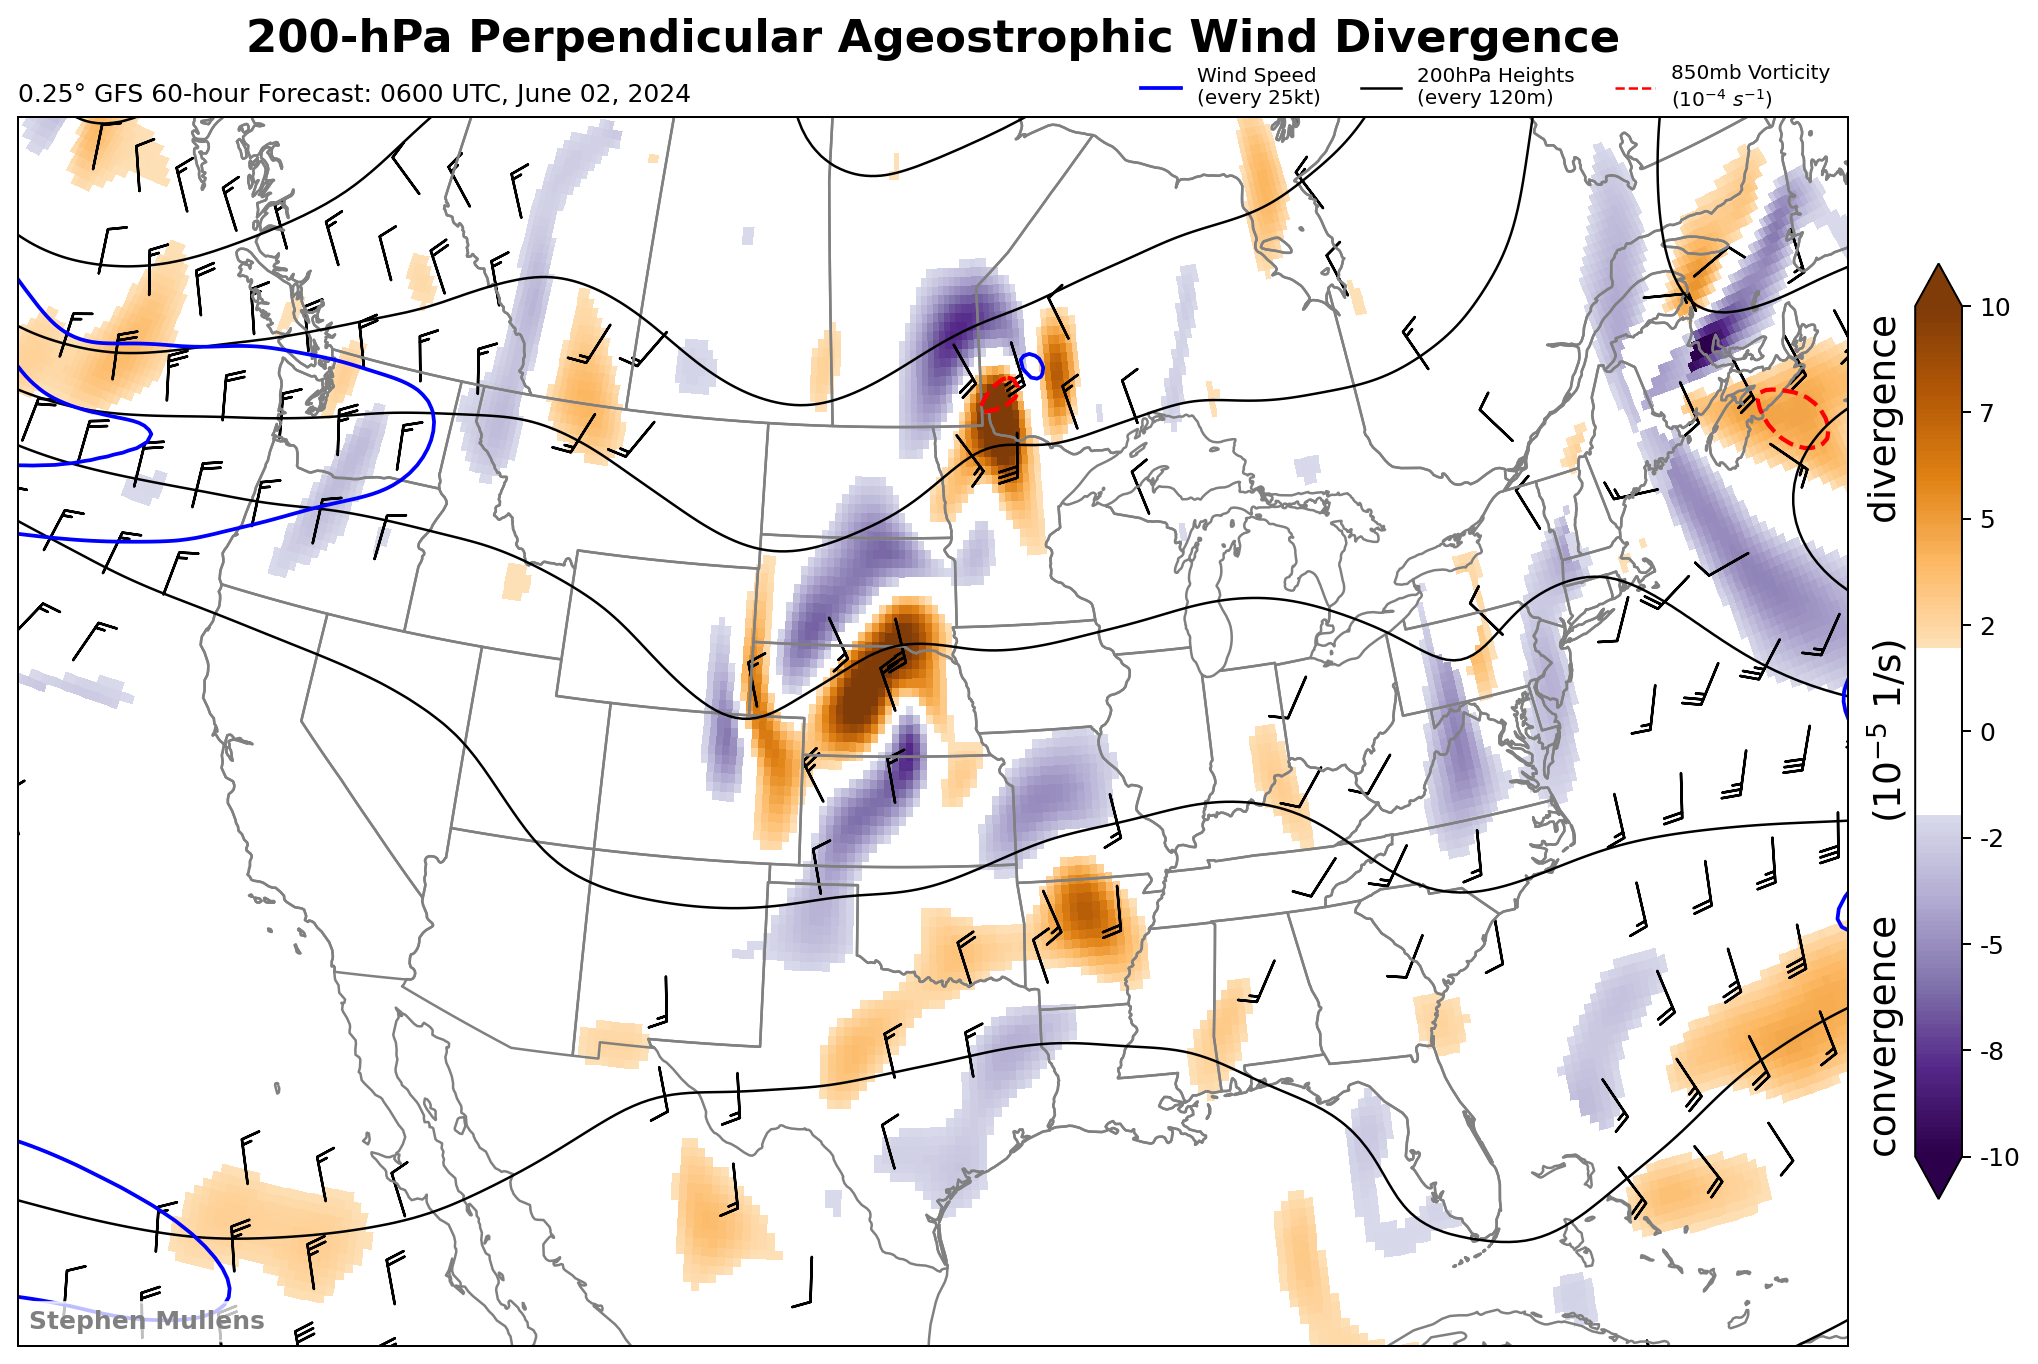 200-hPa Perpendicular Ageostrophic Wind Divergence
0.25° GFS 60-hour Forecast: 0600 UTC, June 02, 2024
Wind Speed
(every 25kt)
200hPa Heights
(every 120m)
850mb Vorticity
(10⁻⁴ s⁻¹)
10
7
5
2
0
-2
-5
-8
-10
convergence (10⁻⁵ 1/s) divergence
Stephen Mullens